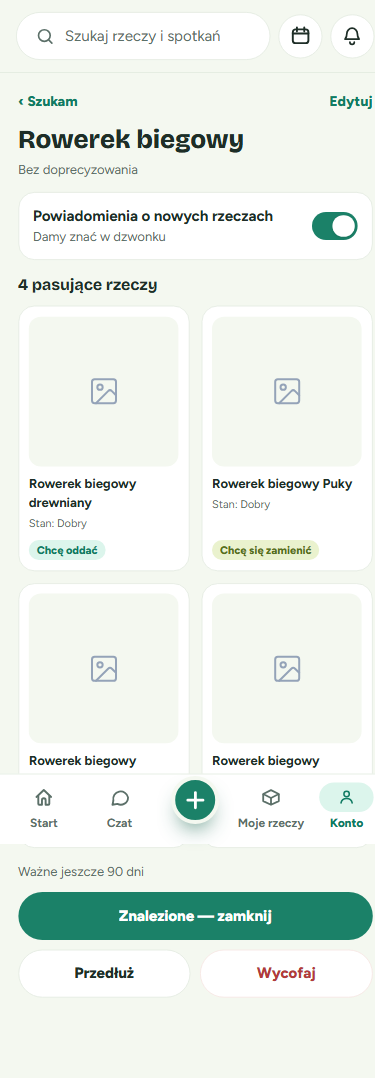 Szukaj rzeczy i spotkań
‹ Szukam
Edytuj
Rowerek biegowy
Bez doprecyzowania
Powiadomienia o nowych rzeczach
Damy znać w dzwonku
4 pasujące rzeczy
Rowerek biegowy
drewniany
Stan: Dobry
Chcę oddać
Rowerek biegowy Puky
Stan: Dobry
Chcę się zamienić
Rowerek biegowy
Rowerek biegowy
Start
Czat
Moje rzeczy
Konto
Ważne jeszcze 90 dni
Znalezione — zamknij
Przedłuż
Wycofaj